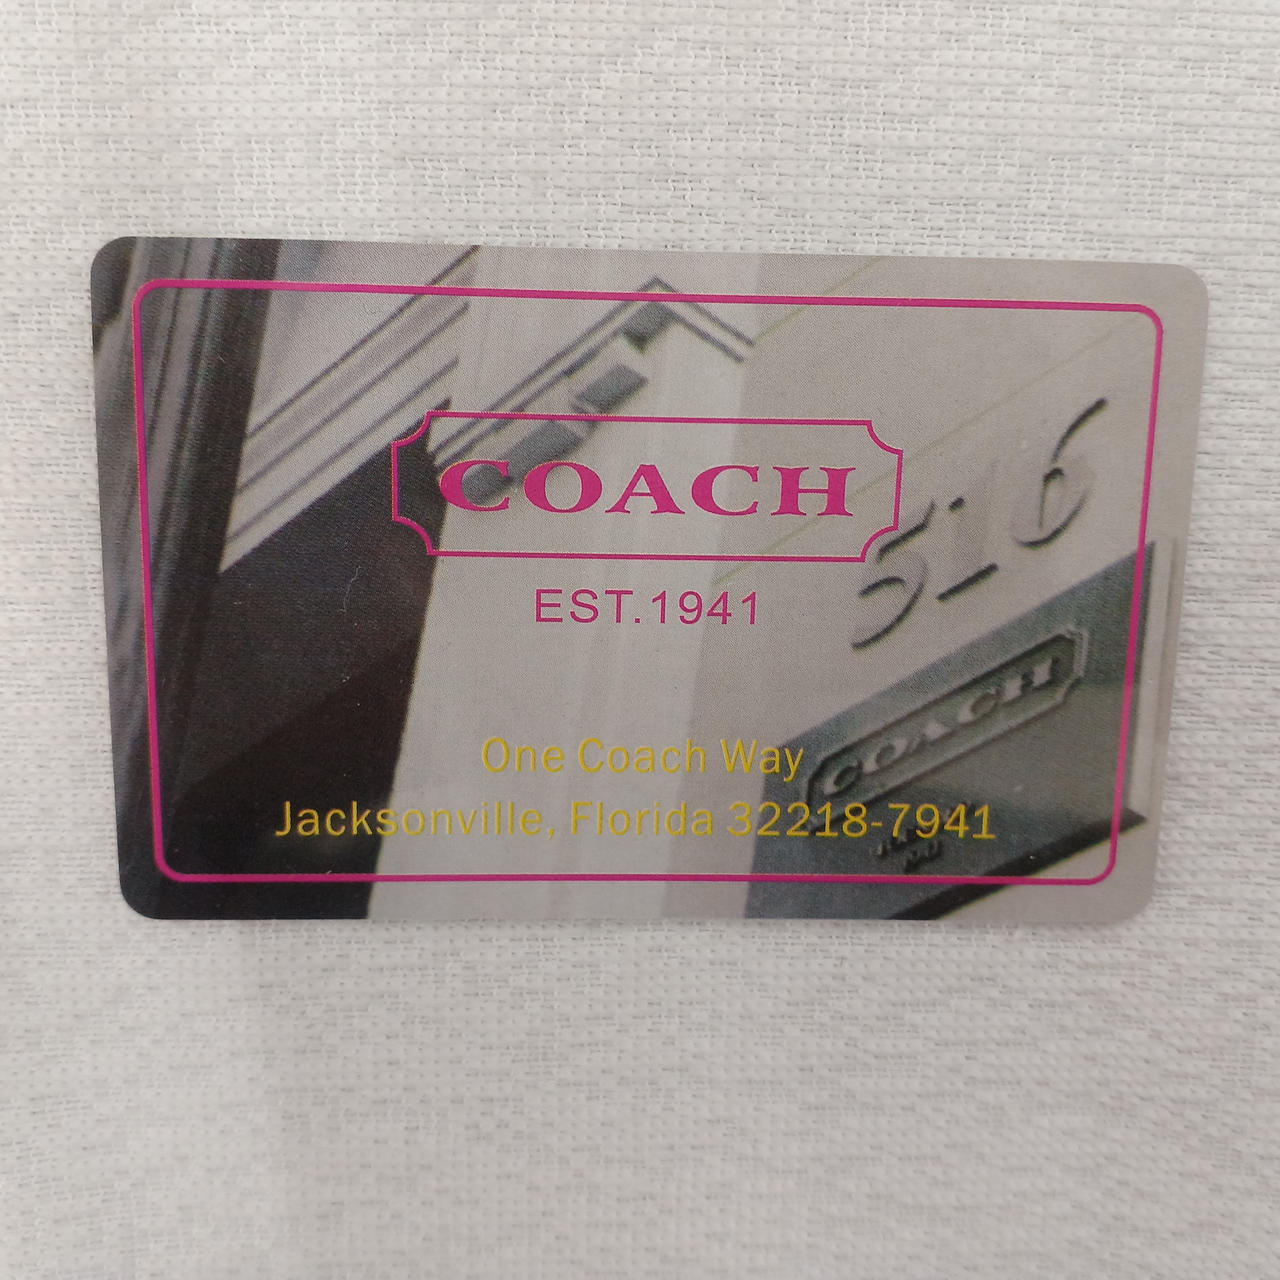 COACH
EST.1941
516
COACH
One Coach Way
Jacksonville, Florida 32218-7941